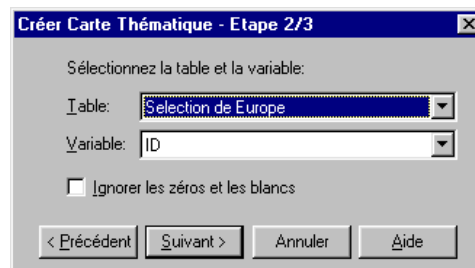 Créer Carte Thématique - Etape 2/3
Sélectionnez la table et la variable:
Table: Selection de Europe
Variable: ID
Ignorer les zéros et les blancs
< Précédent Suivant > Annuler Aide